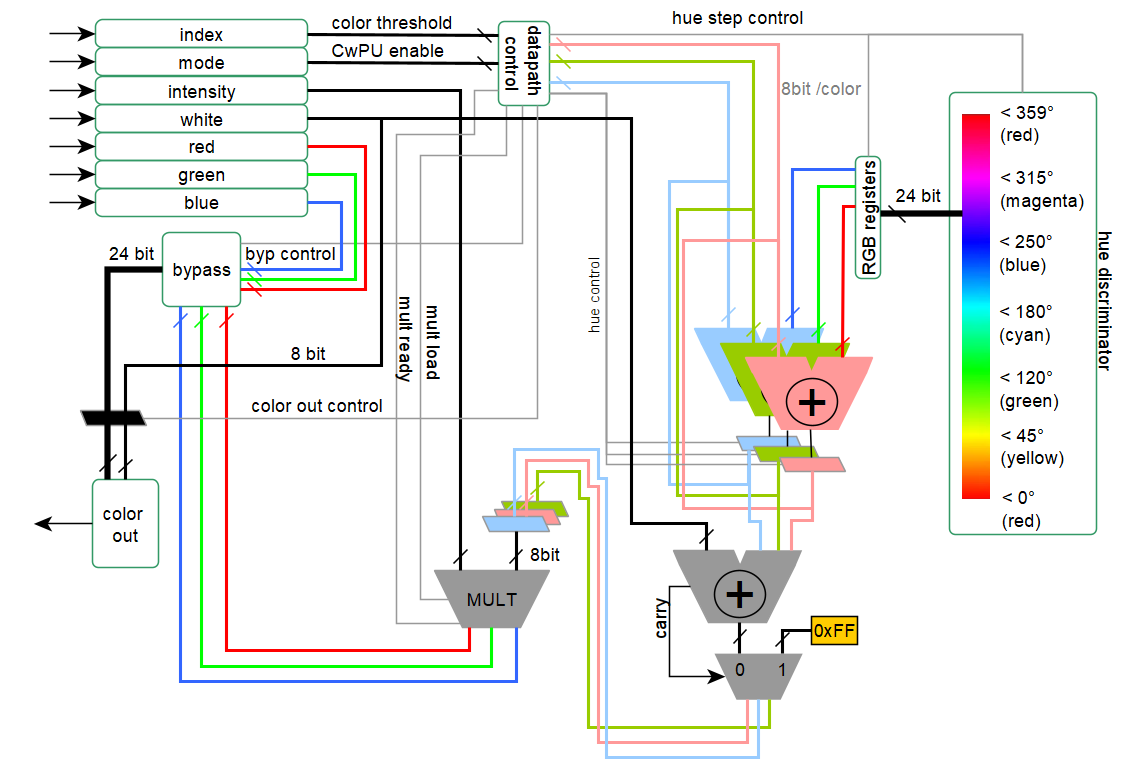 index
mode
intensity
white
red
green
blue
color threshold
CwPU enable
datapath
control
hue step control
8bit /color
RGB registers
24 bit
< 359°
(red)
< 315°
(magenta)
< 250°
(blue)
< 180°
(cyan)
< 120°
(green)
< 45°
(yellow)
< 0°
(red)
hue discriminator
24 bit
bypass
byp control
mult ready
mult load
hue control
8 bit
color out control
color
out
8bit
MULT
+
+
carry
0xFF
0
1